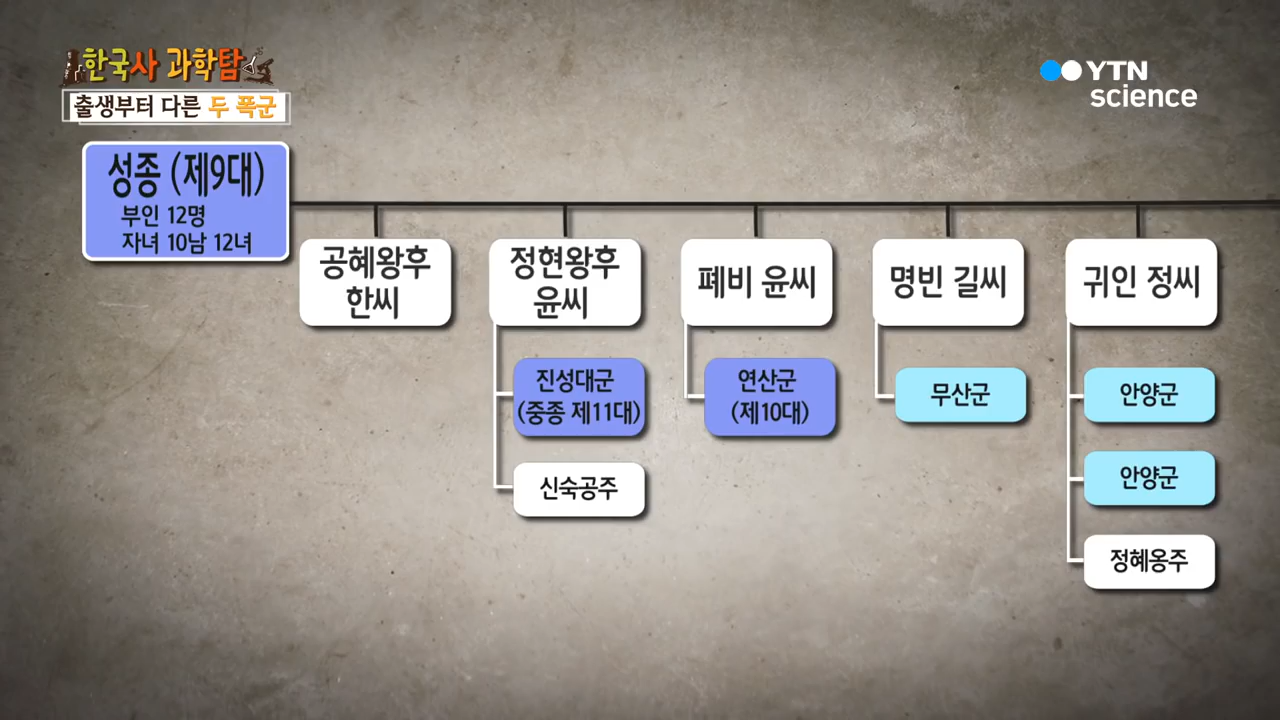 한국사 과학탐
출생부터 다른 두 폭군
YTN
science
성종 (제9대)
부인 12명
자녀 10남 12녀
공혜왕후
한씨
정현왕후
윤씨
폐비 윤씨
명빈 길씨
귀인 정씨
진성대군
(중종 제11대)
신숙공주
연산군
(제10대)
무산군
안양군
안양군
정혜옹주